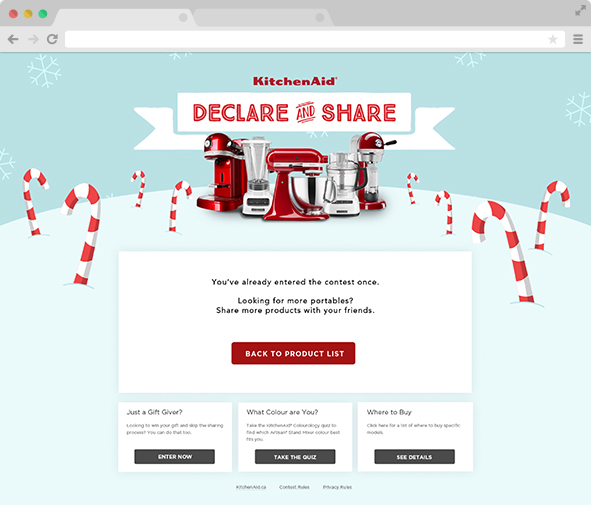 KitchenAid®
DECLARE AND SHARE
You've already entered the contest once.
Looking for more portables?
Share more products with your friends.
BACK TO PRODUCT LIST
Just a Gift Giver?
Looking to win your gift and skip the sharing
process? You can do that too.
ENTER NOW
What Colour are You?
Take the KitchenAid® Colourology quiz to
find which Artisan® Stand Mixer colour best
fits you.
TAKE THE QUIZ
Where to Buy
Click here for a list of where to buy specific
models.
SEE DETAILS
KitchenAid.ca
Contest Rules
Privacy Rules